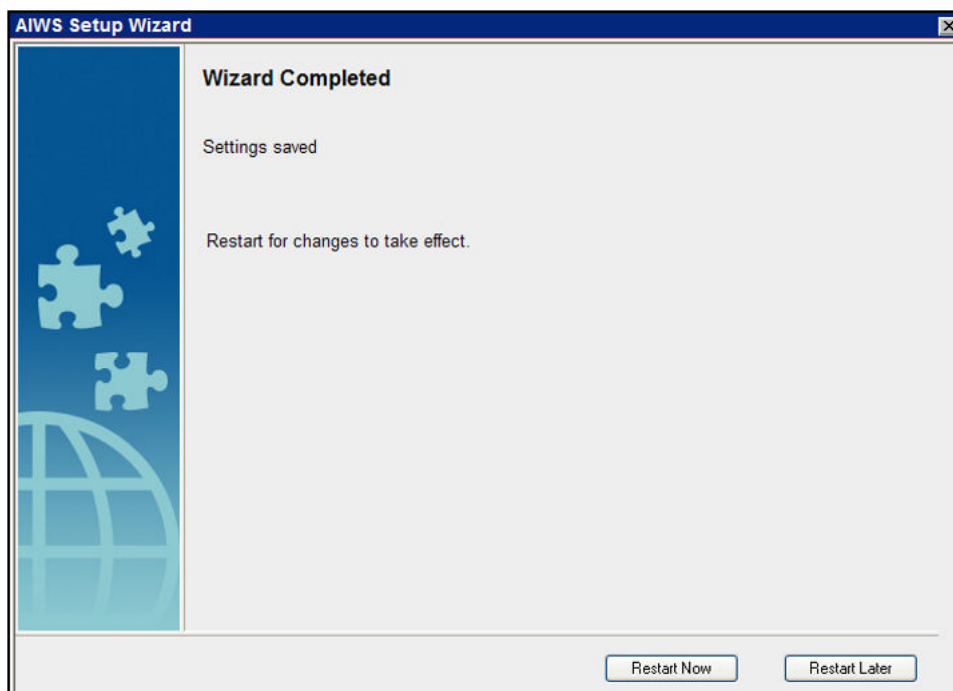 AIWS Setup Wizard
Wizard Completed
Settings saved
Restart for changes to take effect.
Restart Now
Restart Later